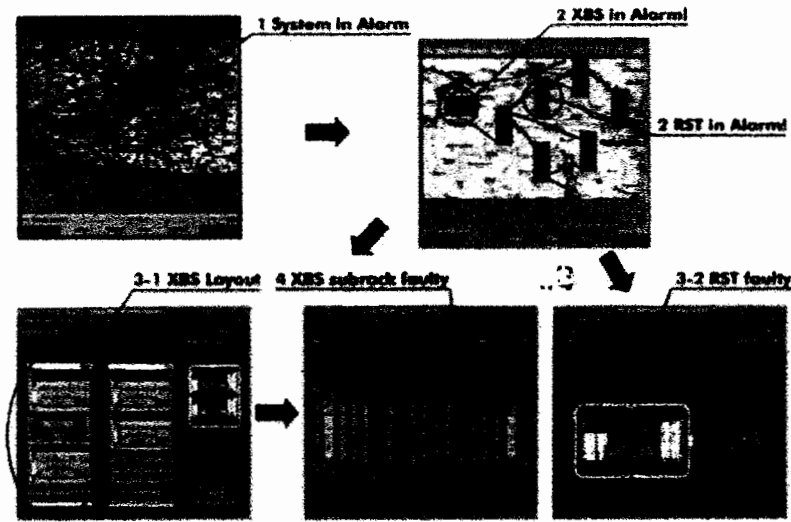 1 System in Alarm
2 XBS in Alarm!
2 RST in Alarm!
3-1 XBS Layout
4 XBS subrack faulty
3-2 RST faulty